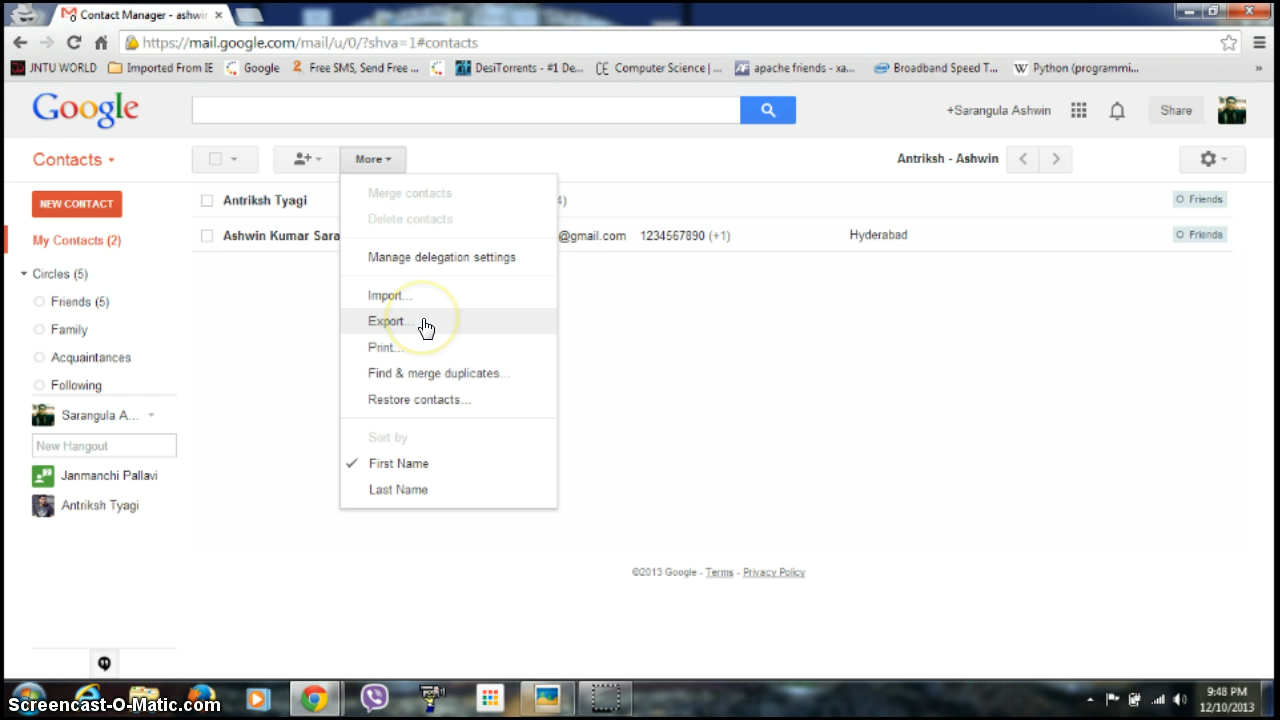 Contact Manager - ashwin
https://mail.google.com/mail/u/0/?shva=1#contacts
JNTU WORLD Imported From IE Google Free SMS, Send Free ... DesiTorrents - #1 De... Computer Science | ... apache friends - xa... Broadband Speed T... Python (programmi... »
Google +Sarangula Ashwin Share
Contacts More Antriksh - Ashwin
NEW CONTACT
My Contacts (2)
Circles (5)
Friends (5)
Family
Acquaintances
Following
Sarangula A...
New Hangout
Janmanchi Pallavi
Antriksh Tyagi
Antriksh Tyagi 4) Friends
Ashwin Kumar Sara @gmail.com 1234567890 (+1) Hyderabad Friends
Merge contacts
Delete contacts
Manage delegation settings
Import...
Export...
Print...
Find & merge duplicates...
Restore contacts...
Sort by
First Name
Last Name
©2013 Google - Terms - Privacy Policy
9:48 PM
12/10/2013
Screencast-O-Matic.com